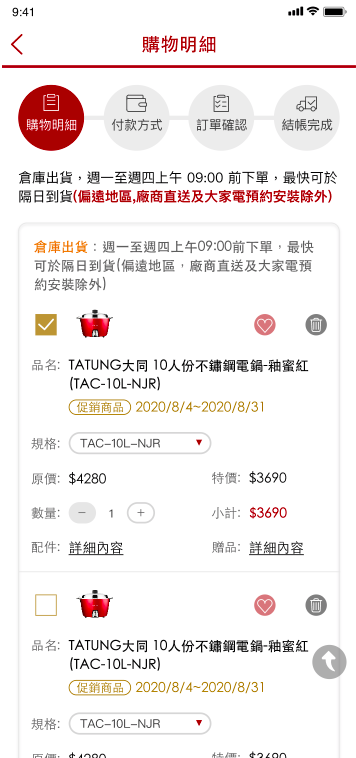 9:41
購物明細
購物明細
付款方式
訂單確認
結帳完成
倉庫出貨，週一至週四上午 09:00 前下單，最快可於
隔日到貨(偏遠地區,廠商直送及大家電預約安裝除外)
倉庫出貨：週一至週四上午09:00前下單，最快
可於隔日到貨(偏遠地區，廠商直送及大家電預
約安裝除外)
品名: TATUNG大同 10人份不鏽鋼電鍋-釉蜜紅
(TAC-10L-NJR)
促銷商品 2020/8/4~2020/8/31
規格: TAC-10L-NJR
原價: $4280 特價: $3690
數量: − 1 + 小計: $3690
配件: 詳細內容 贈品: 詳細內容
品名: TATUNG大同 10人份不鏽鋼電鍋-釉蜜紅
(TAC-10L-NJR)
促銷商品 2020/8/4~2020/8/31
規格: TAC-10L-NJR
原價: $4280 特價: $3690